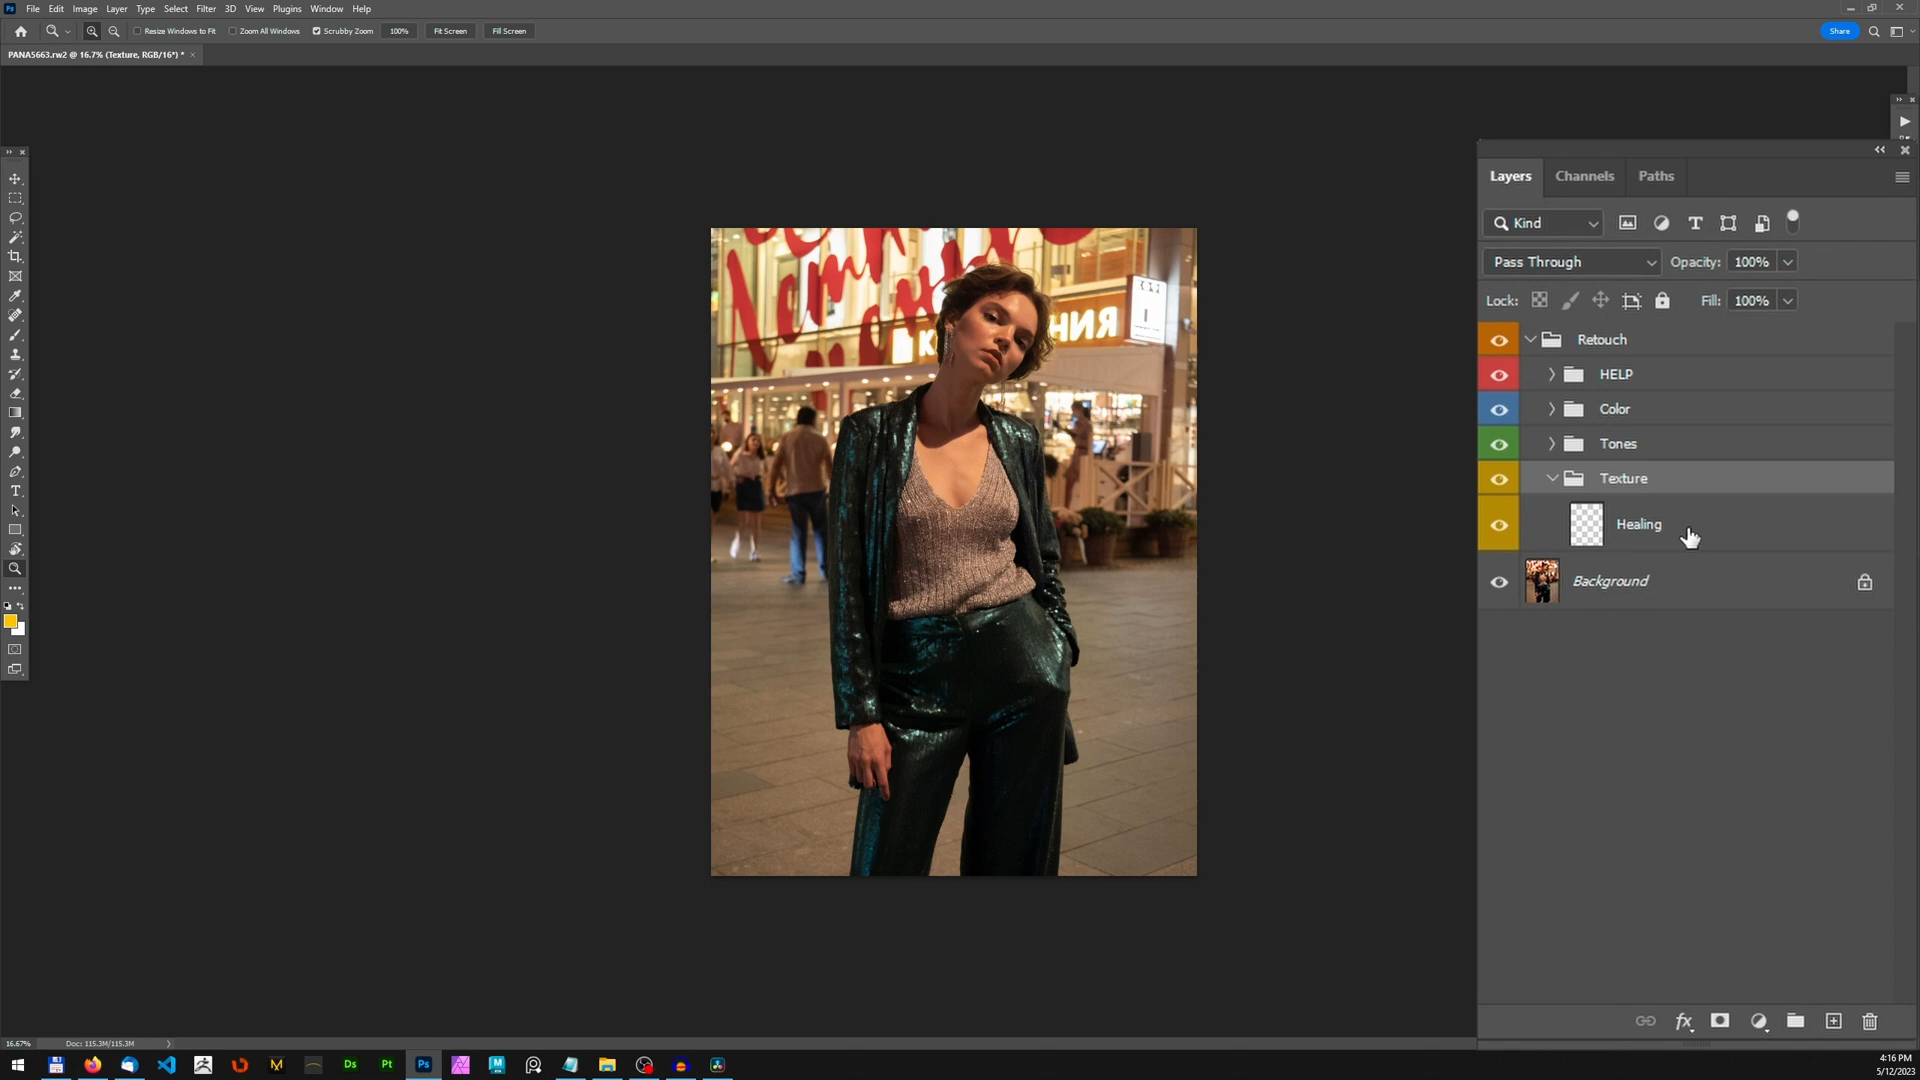 Ps File Edit Image Layer Type Select Filter 3D View Plugins Window Help
Resize Windows to Fit Zoom All Windows Scrubby Zoom 100% Fit Screen Fill Screen Share
PANA5663.rw2 @ 16.7% (Texture, RGB/16*) *
Layers Channels Paths
Kind
Pass Through Opacity: 100%
Lock: Fill: 100%
Retouch
HELP
Color
Tones
Texture
Healing
Background
НИЯ
16.67% Doc: 115.3M/115.3M
Ds Pt Ps M
4:16 PM
5/12/2023